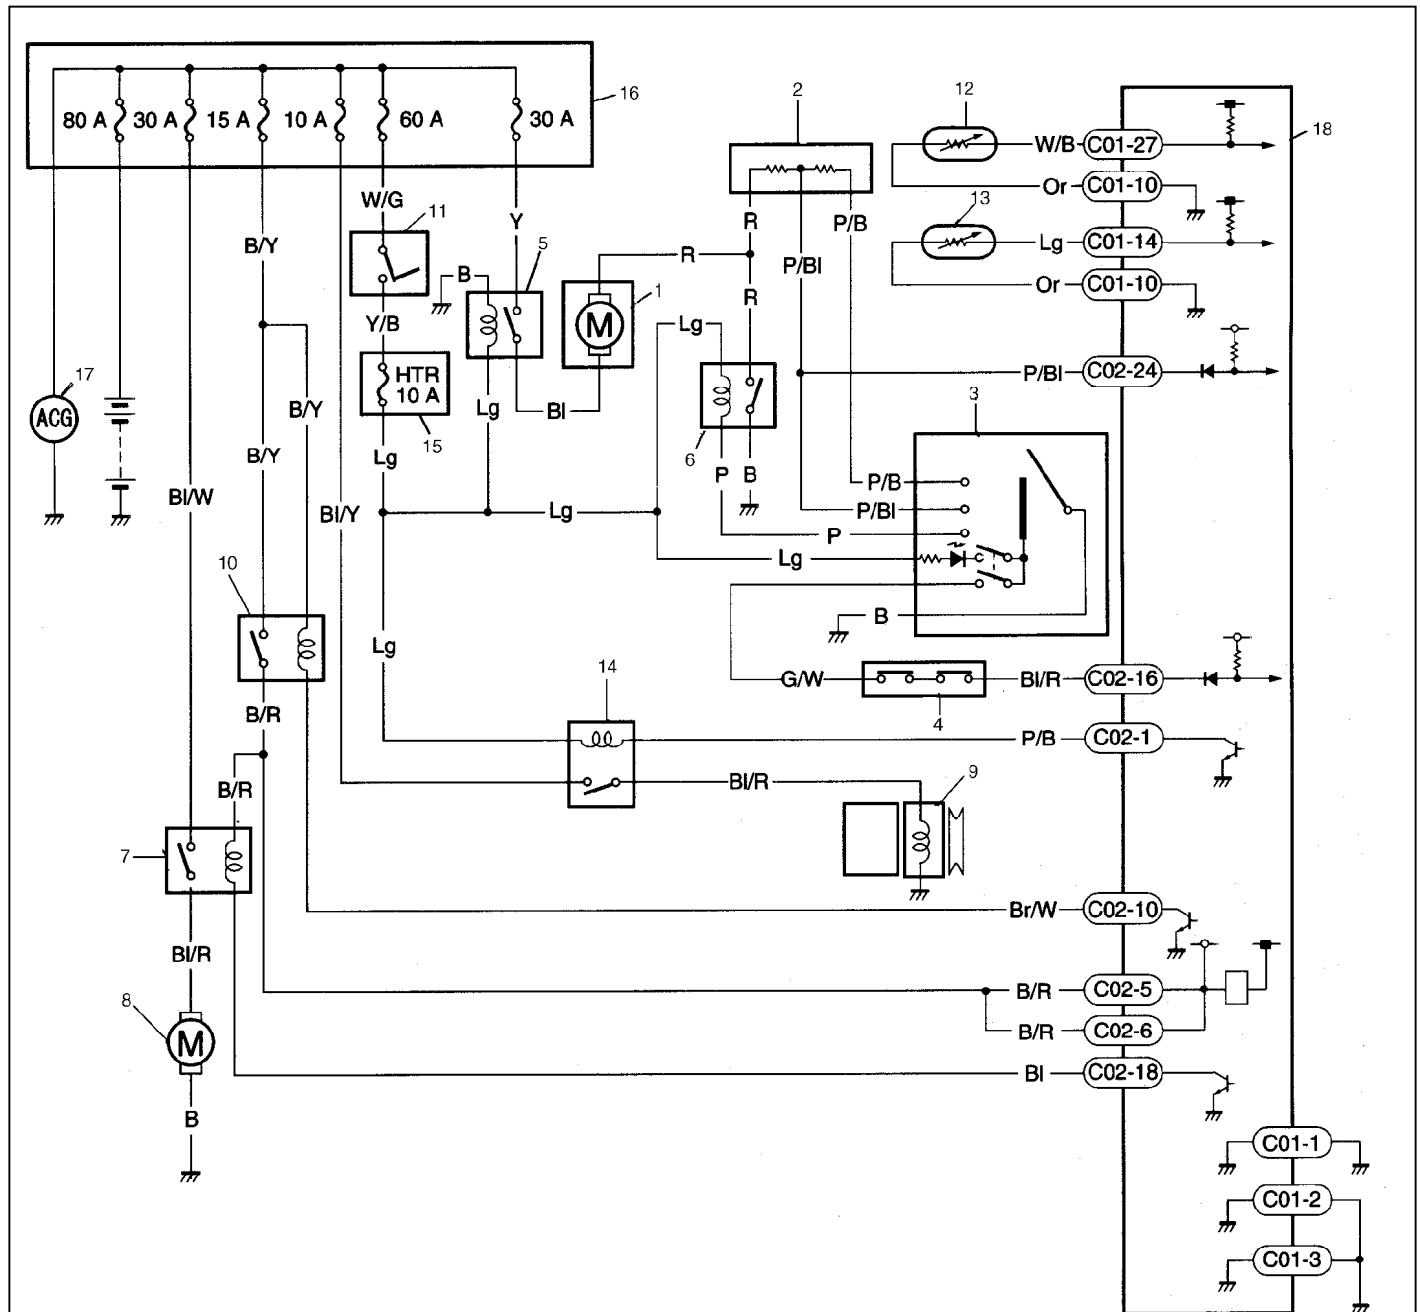 80 A 30 A 15 A 10 A 60 A 30 A 16
2
12
18
W/B C01-27
Or C01-10
13
Lg C01-14
Or C01-10
W/G
11
Y
5
B/Y
B
R
P/B
R
P/Bl
R
1
M
Y/B
Lg
P/Bl C02-24
17
ACG
HTR
10 A
15
B/Y
Lg
Bl
6
3
B/Y
Lg
P
B
P/B
P/Bl
P
Bl/W
Bl/Y
Lg
Lg
B
10
Lg
14
G/W
4
Bl/R C02-16
B/R
P/B C02-1
B/R
Bl/R
9
7
Br/W C02-10
Bl/R
8
M
B/R C02-5
B/R C02-6
Bl C02-18
B
C01-1
C01-2
C01-3